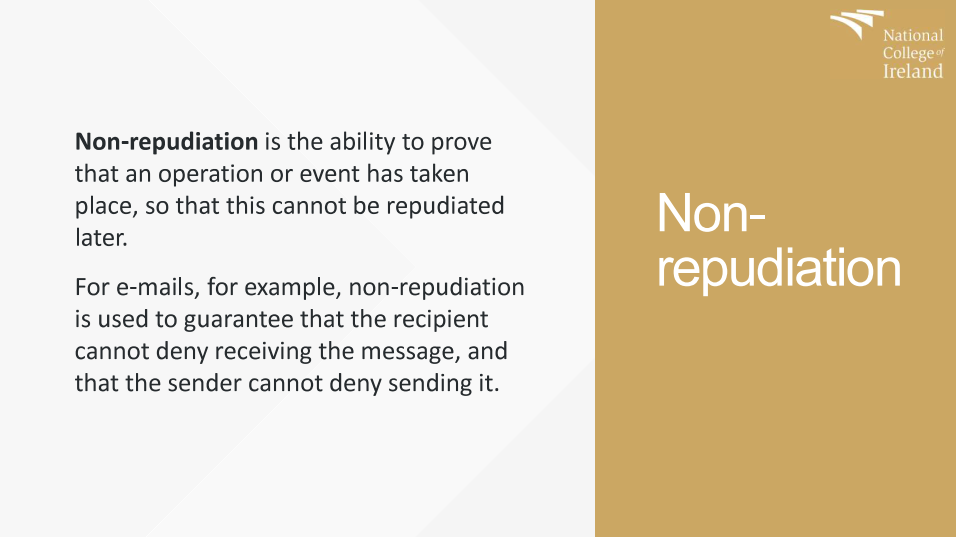 National
College of
Ireland
Non-repudiation is the ability to prove
that an operation or event has taken
place, so that this cannot be repudiated
later.
For e-mails, for example, non-repudiation
is used to guarantee that the recipient
cannot deny receiving the message, and
that the sender cannot deny sending it.
Non-
repudiation